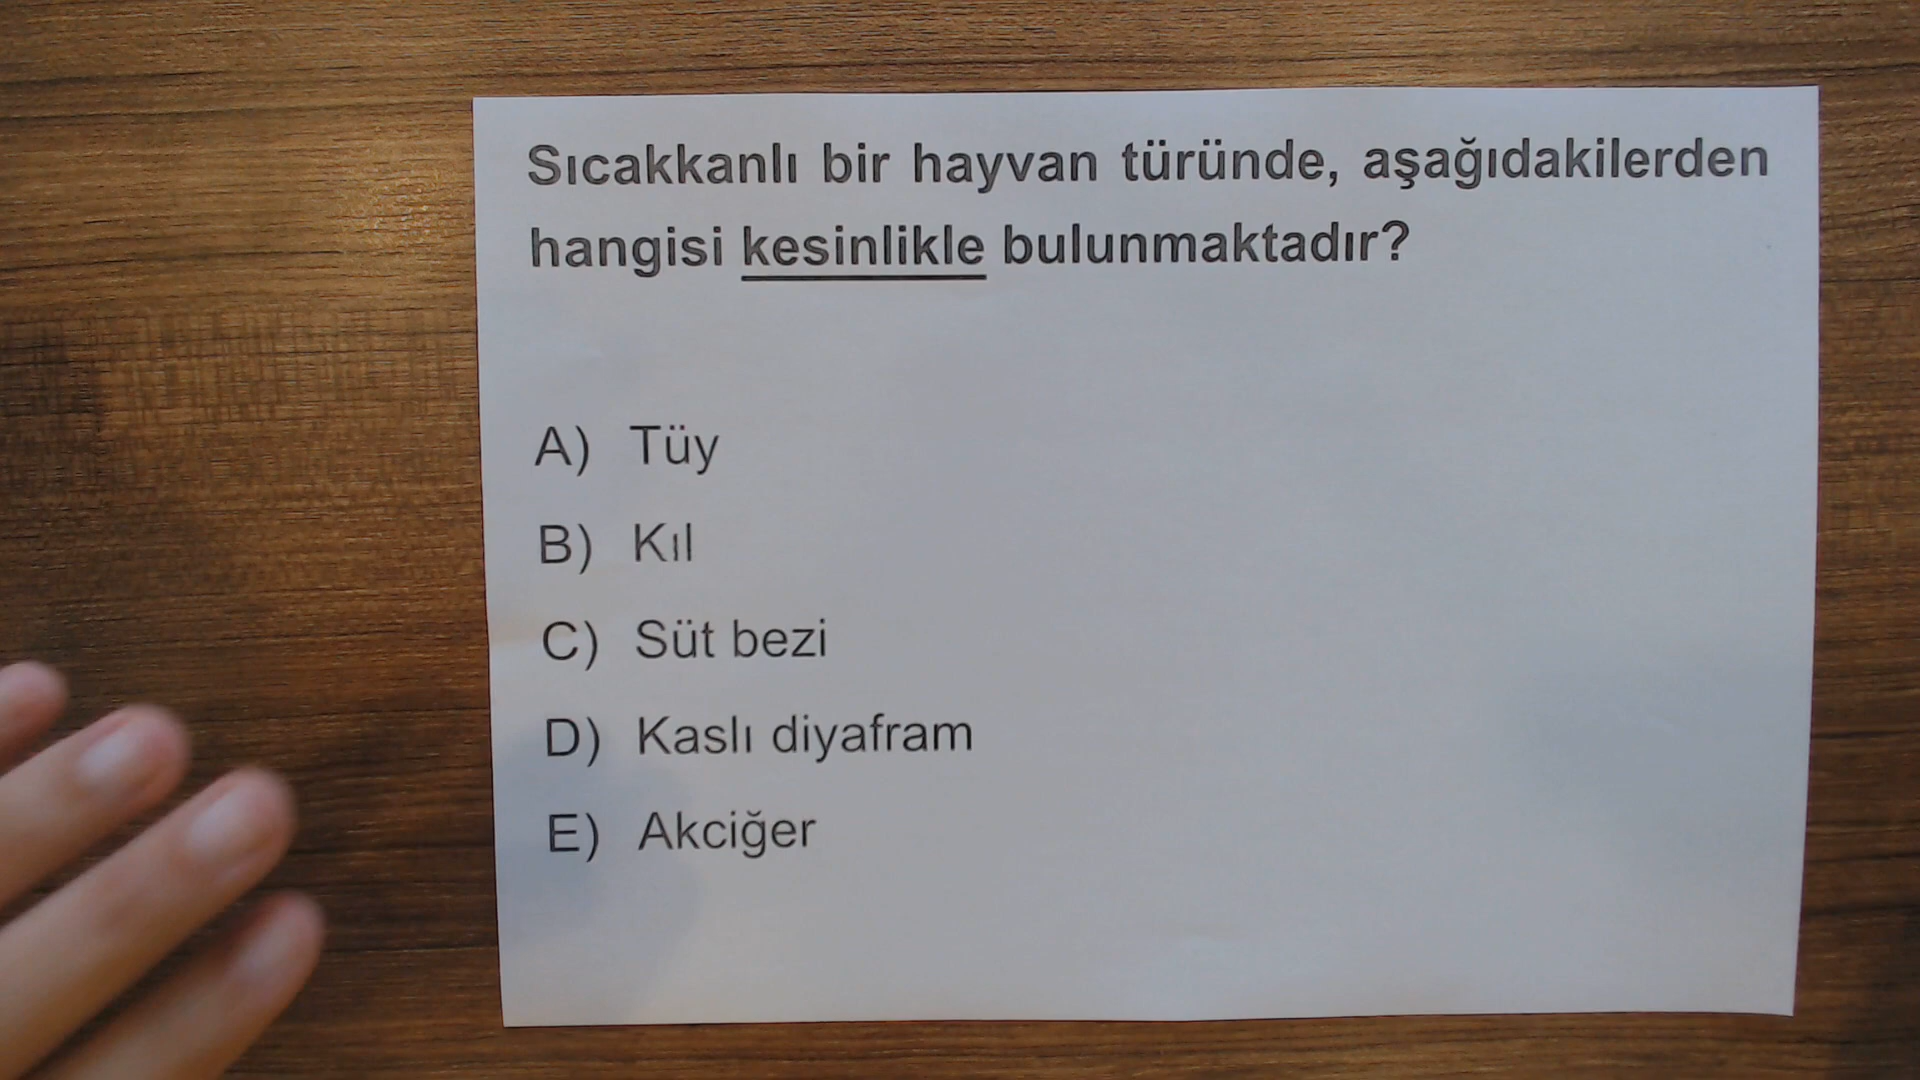 Sıcakkanlı bir hayvan türünde, aşağıdakilerden
hangisi kesinlikle bulunmaktadır?
A) Tüy
B) Kıl
C) Süt bezi
D) Kaslı diyafram
E) Akciğer